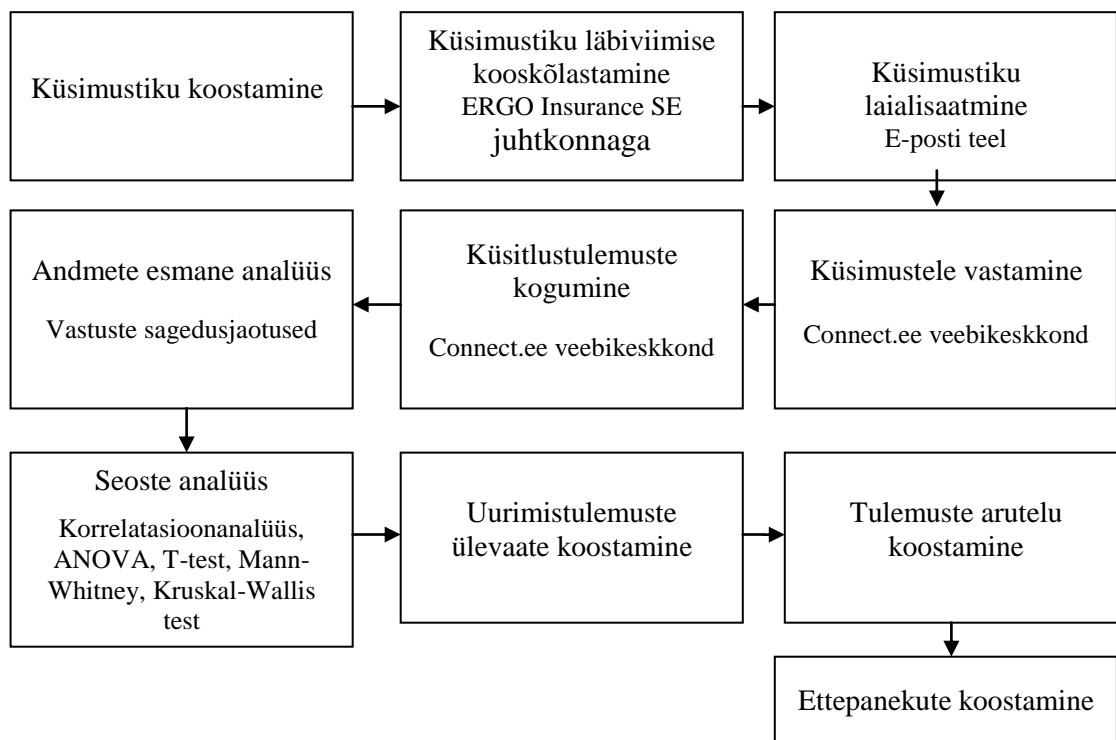 Küsimustiku koostamine
Küsimustiku läbiviimise
kooskõlastamine
ERGO Insurance SE
juhtkonnaga
Küsimustiku
laialisaatmine
E-posti teel
Küsimustele vastamine
Connect.ee veebikeskkond
Küsitlustulemuste
kogumine
Connect.ee veebikeskkond
Andmete esmane analüüs
Vastuste sagedusjaotused
Seoste analüüs
Korrelatasioonanalüüs,
ANOVA, T-test, Mann-
Whitney, Kruskal-Wallis
test
Uurimistulemuste
ülevaate koostamine
Tulemuste arutelu
koostamine
Ettepanekute koostamine